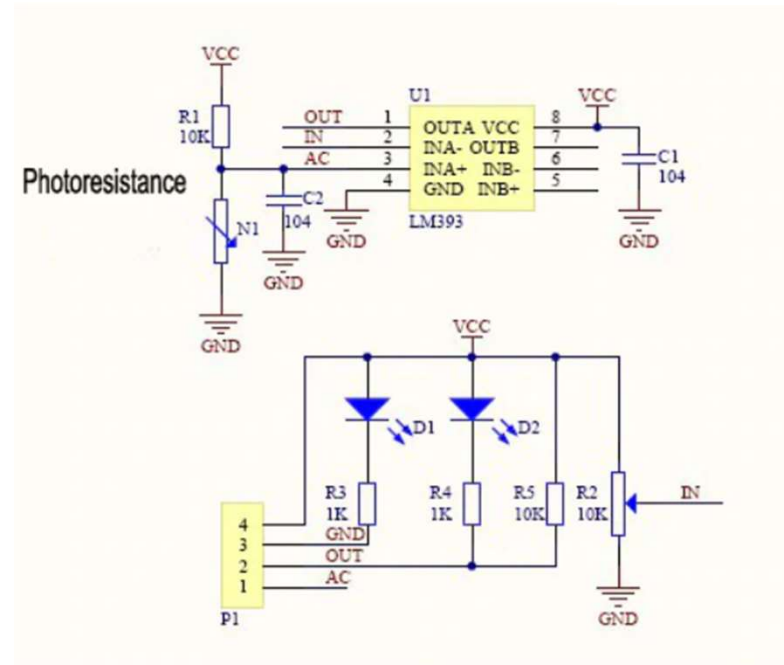 VCC
R1
10K
Photoresistance
N1
GND
C2
104
GND
OUT
IN
AC
1
2
3
4
GND
U1
OUTA VCC
INA- OUTB
INA+ INB-
GND INB+
LM393
8
7
6
5
VCC
C1
104
GND
VCC
D1
D2
R3
1K
R4
1K
R5
10K
R2
10K
IN
GND
4
3
2
1
GND
OUT
AC
P1